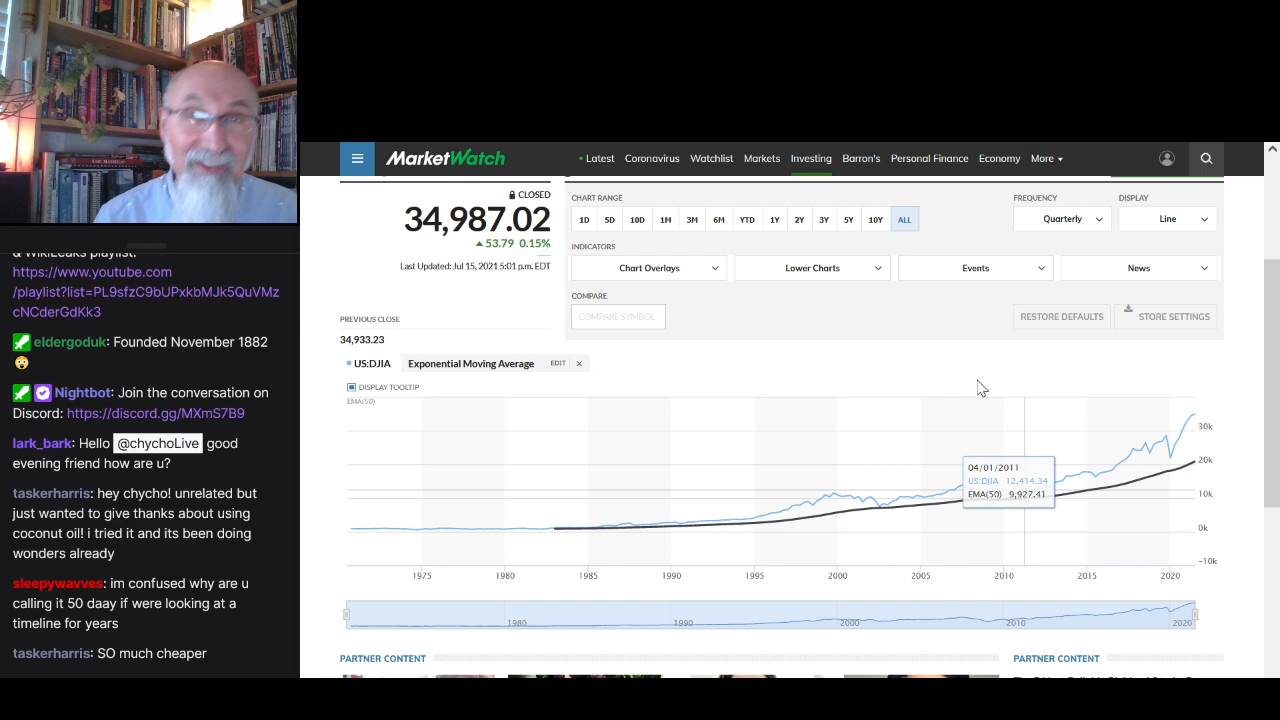 & WikiLeaks playlist:
https://www.youtube.com
/playlist?list=PL9sfzC9bUPxkbMJk5QuVMz
cNCderGdKk3
eldergoduk: Founded November 1882
Nightbot: Join the conversation on
Discord: https://discord.gg/MXmS7B9
lark_bark: Hello @chychoLive good
evening friend how are u?
taskerharris: hey chycho! unrelated but
just wanted to give thanks about using
coconut oil! i tried it and its been doing
wonders already
sleepywavves: im confused why are u
calling it 50 daay if were looking at a
timeline for years
taskerharris: SO much cheaper
MarketWatch
Latest Coronavirus Watchlist Markets Investing Barron's Personal Finance Economy More
CLOSED
34,987.02
53.79 0.15%
Last Updated: Jul 15, 2021 5:01 p.m. EDT
PREVIOUS CLOSE
34,933.23
CHART RANGE
1D 5D 10D 1M 3M 6M YTD 1Y 2Y 3Y 5Y 10Y ALL
FREQUENCY
Quarterly
DISPLAY
Line
INDICATORS
Chart Overlays Lower Charts Events News
COMPARE
COMPARE SYMBOL
RESTORE DEFAULTS STORE SETTINGS
US:DJIA Exponential Moving Average EDIT ×
DISPLAY TOOLTIP
EMA(50)
30k
20k
10k
0k
-10k
04/01/2011
US:DJIA 12,414.34
EMA(50) 9,927.41
1975 1980 1985 1990 1995 2000 2005 2010 2015 2020
1980 1990 2000 2010 2020
PARTNER CONTENT
PARTNER CONTENT